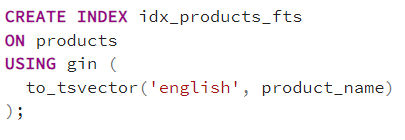 CREATE INDEX idx_products_fts
ON products
USING gin (
  to_tsvector('english', product_name)
);